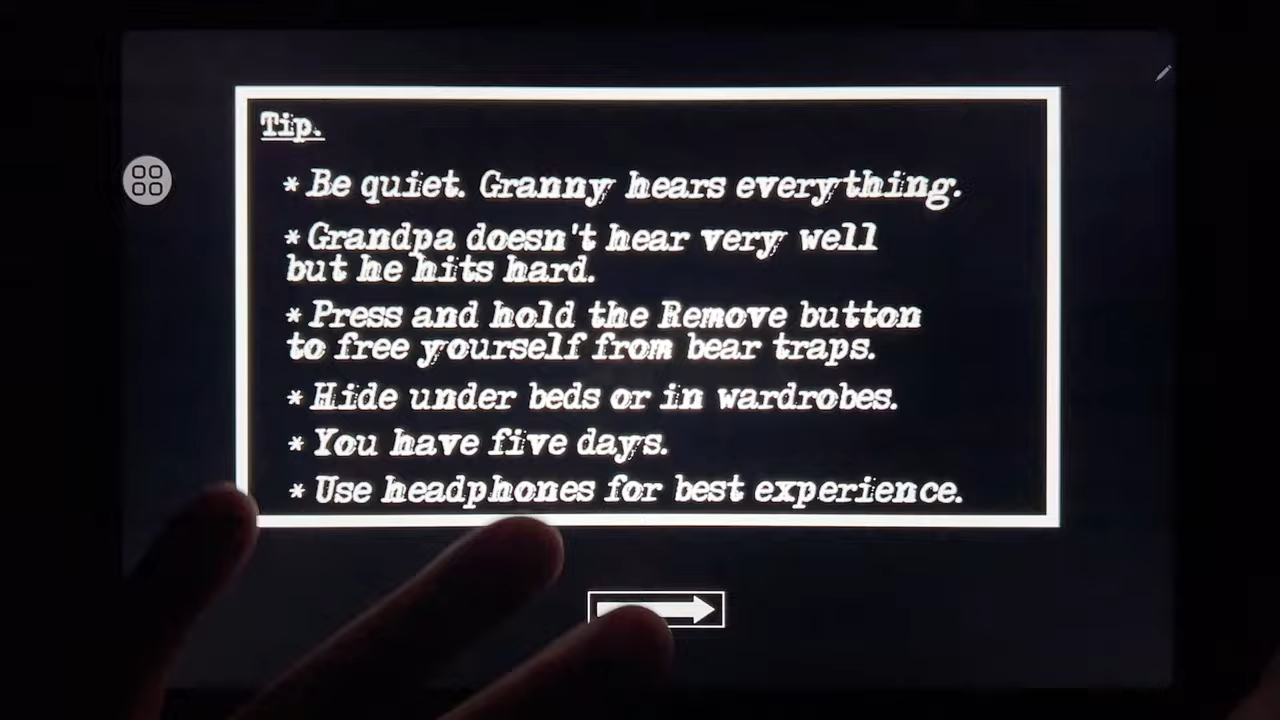 Tip.
* Be quiet. Granny hears everything.
* Grandpa doesn't hear very well
but he hits hard.
* Press and hold the Remove button
to free yourself from bear traps.
* Hide under beds or in wardrobes.
* You have five days.
* Use headphones for best experience.